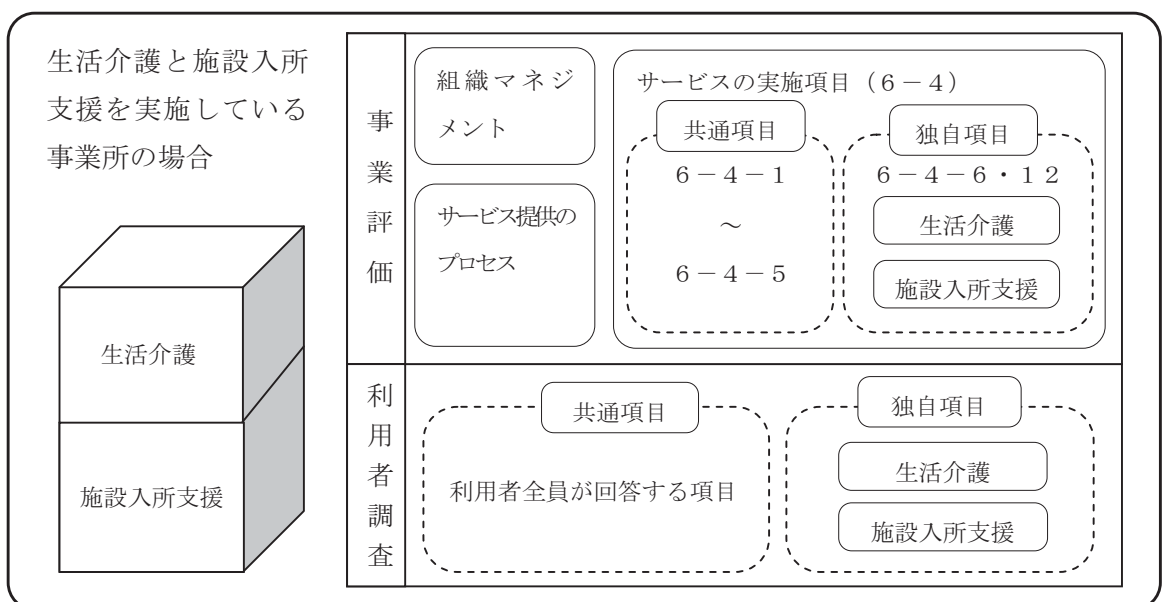 生活介護と施設入所
支援を実施している
事業所の場合
生活介護
施設入所支援
事業評価
組織マネジ
メント
サービス提供の
プロセス
サービスの実施項目（６－４）
共通項目
６－４－１
～
６－４－５
独自項目
６－４－６・１２
生活介護
施設入所支援
利用者調査
共通項目
利用者全員が回答する項目
独自項目
生活介護
施設入所支援